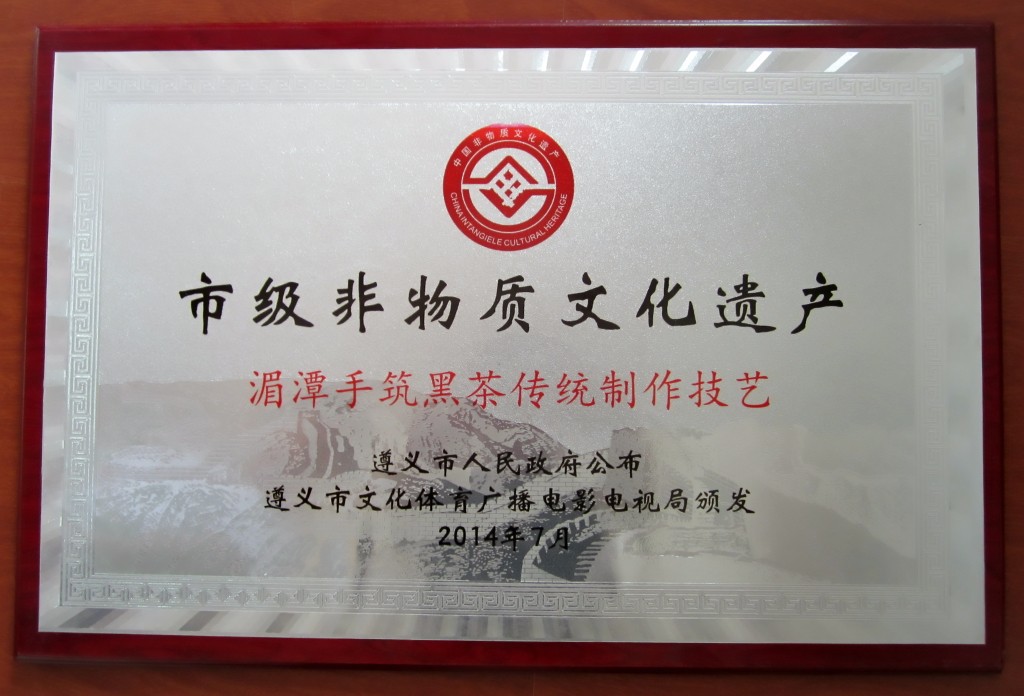 中国非物质文化遗产
CHINA INTANGIELE CULTURAL HERITAGE
市级非物质文化遗产
湄潭手筑黑茶传统制作技艺
遵义市人民政府公布
遵义市文化体育广播电影电视局颁发
2014年7月